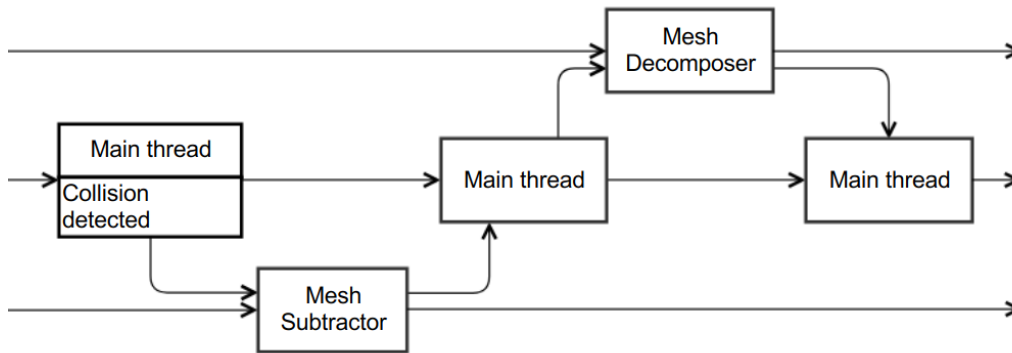 Mesh
Decomposer
Main thread
Collision
detected
Main thread
Main thread
Mesh
Subtractor